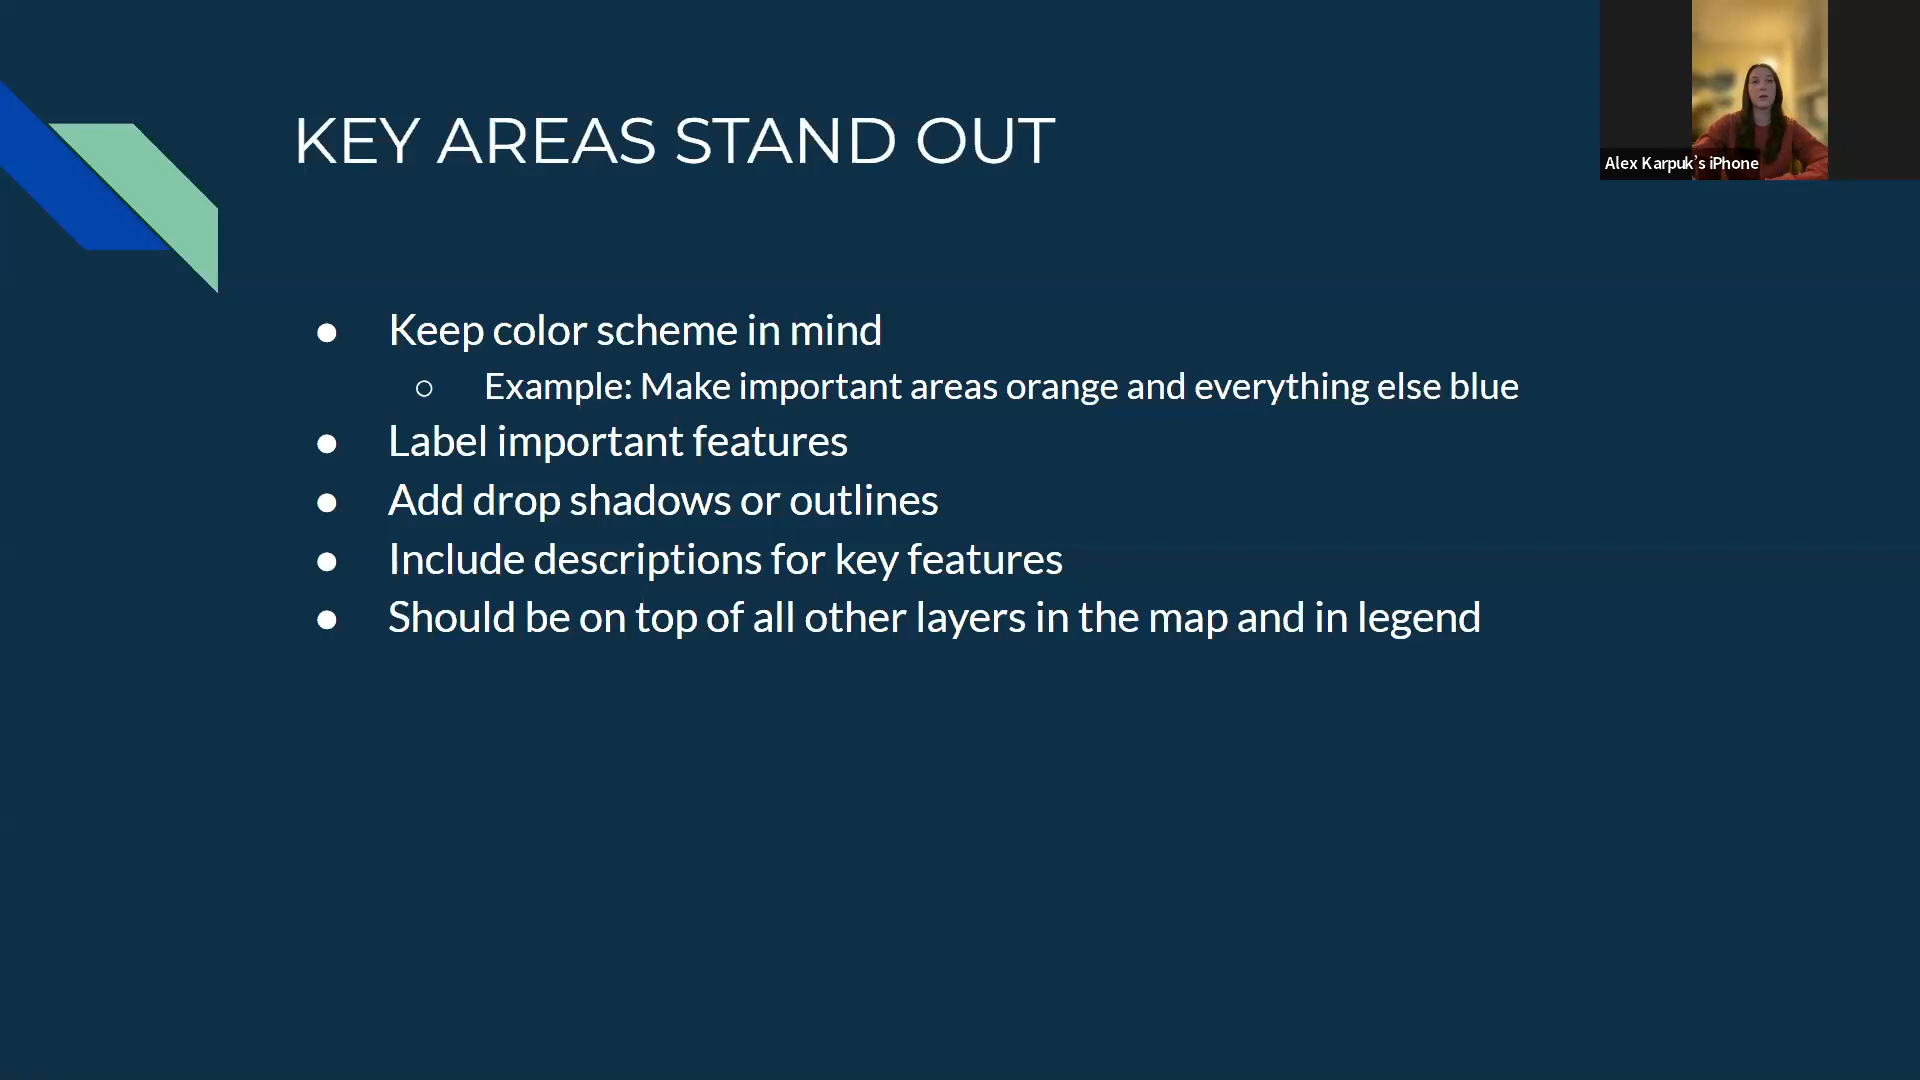 KEY AREAS STAND OUT
Alex Karpuk's iPhone
● Keep color scheme in mind
○ Example: Make important areas orange and everything else blue
● Label important features
● Add drop shadows or outlines
● Include descriptions for key features
● Should be on top of all other layers in the map and in legend